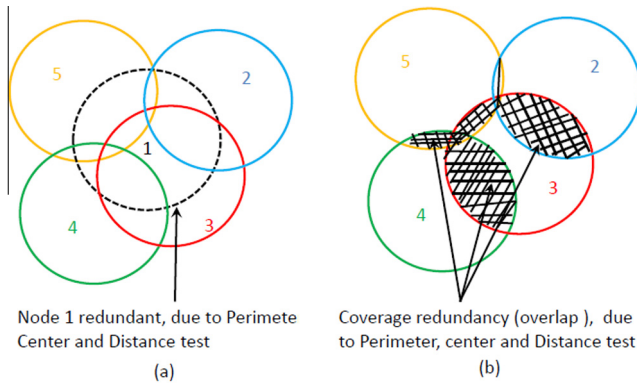 5
2
1
3
4
Node 1 redundant, due to Perimete
Center and Distance test
(a)
5
2
3
4
Coverage redundancy (overlap ), due
to Perimeter, center and Distance test
(b)